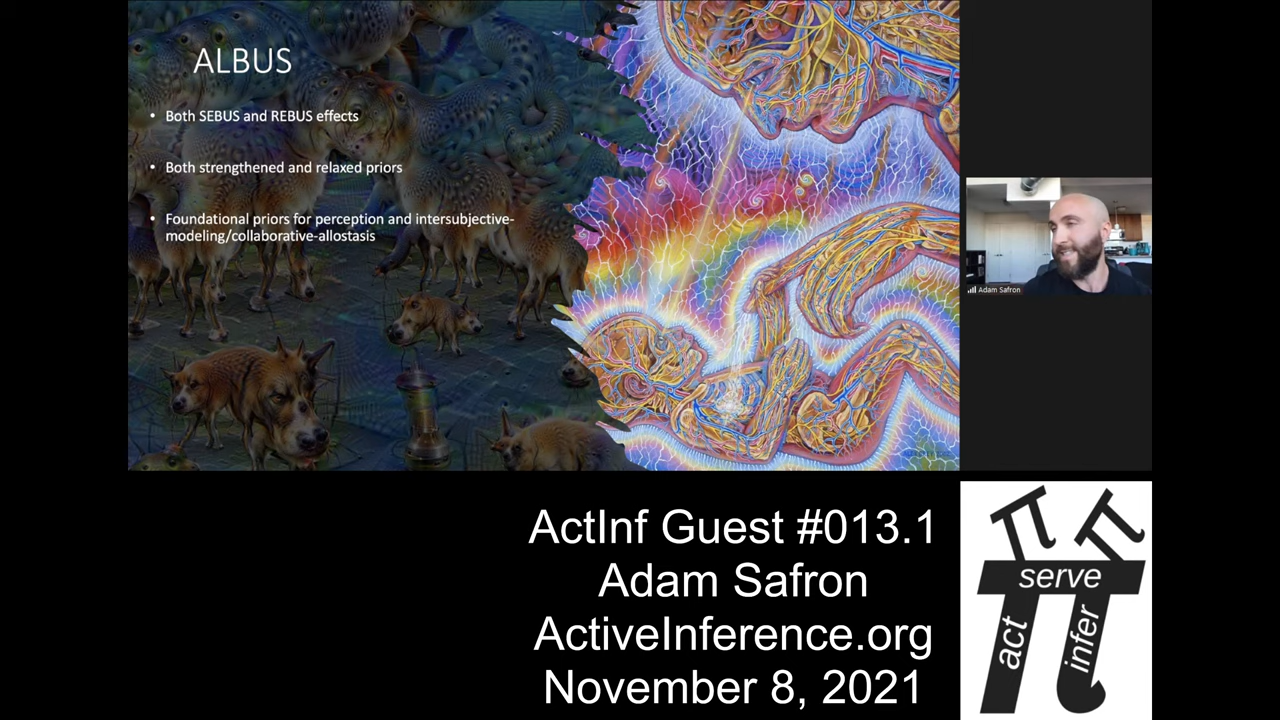 ALBUS
• Both SEBUS and REBUS effects
• Both strengthened and relaxed priors
• Foundational priors for perception and intersubjective-
modeling/collaborative-allostasis
Adam Safron
ActInf Guest #013.1
Adam Safron
ActiveInference.org
November 8, 2021
serve
act
infer